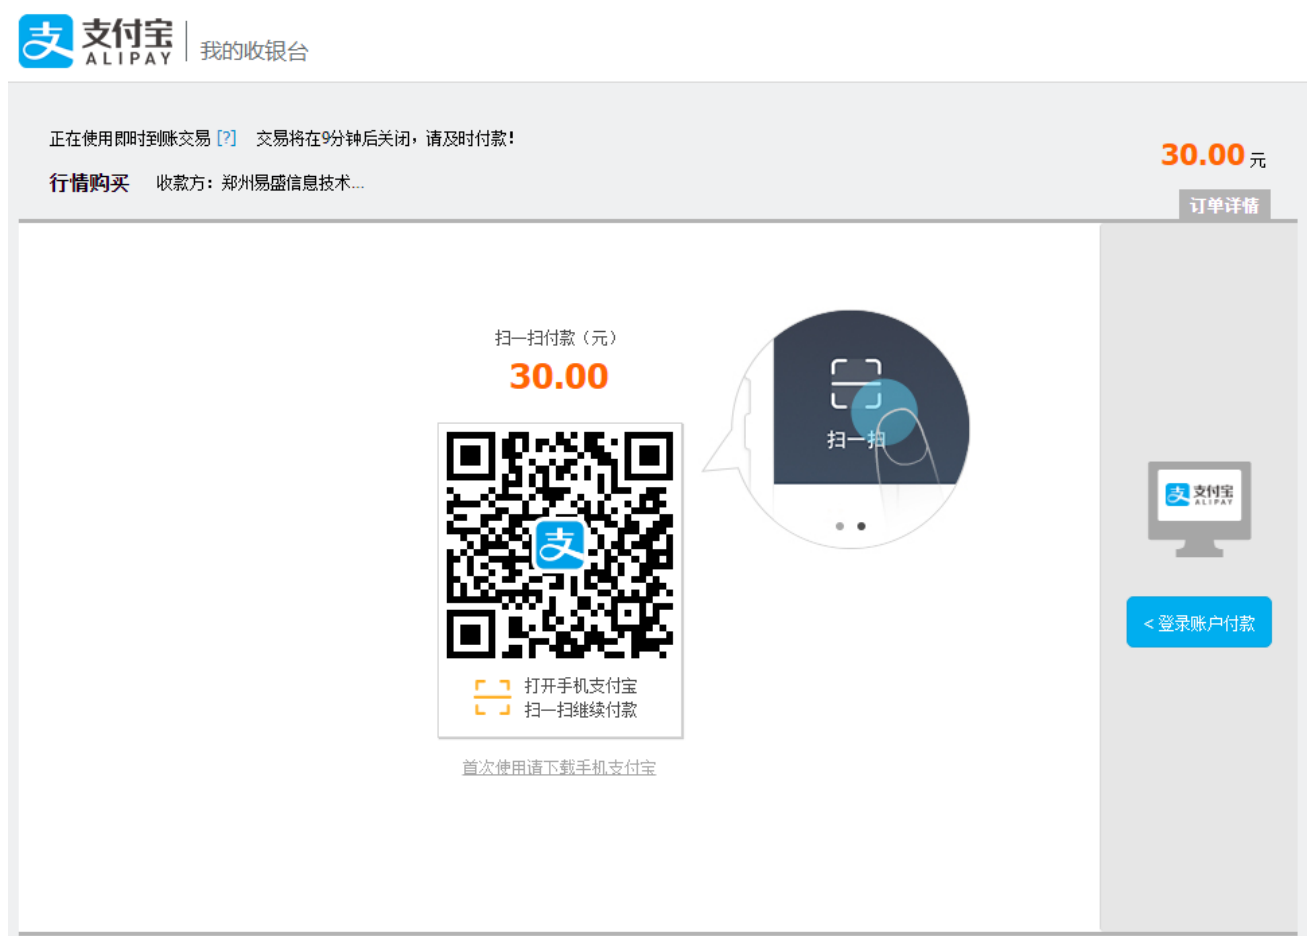 支付宝
ALIPAY
我的收银台
正在使用即时到账交易 [?] 交易将在9分钟后关闭，请及时付款！
30.00 元
行情购买 收款方：郑州易盛信息技术...
订单详情
扫一扫付款（元）
30.00
扫一扫
支
打开手机支付宝
扫一扫继续付款
首次使用请下载手机支付宝
支付宝
ALIPAY
< 登录账户付款